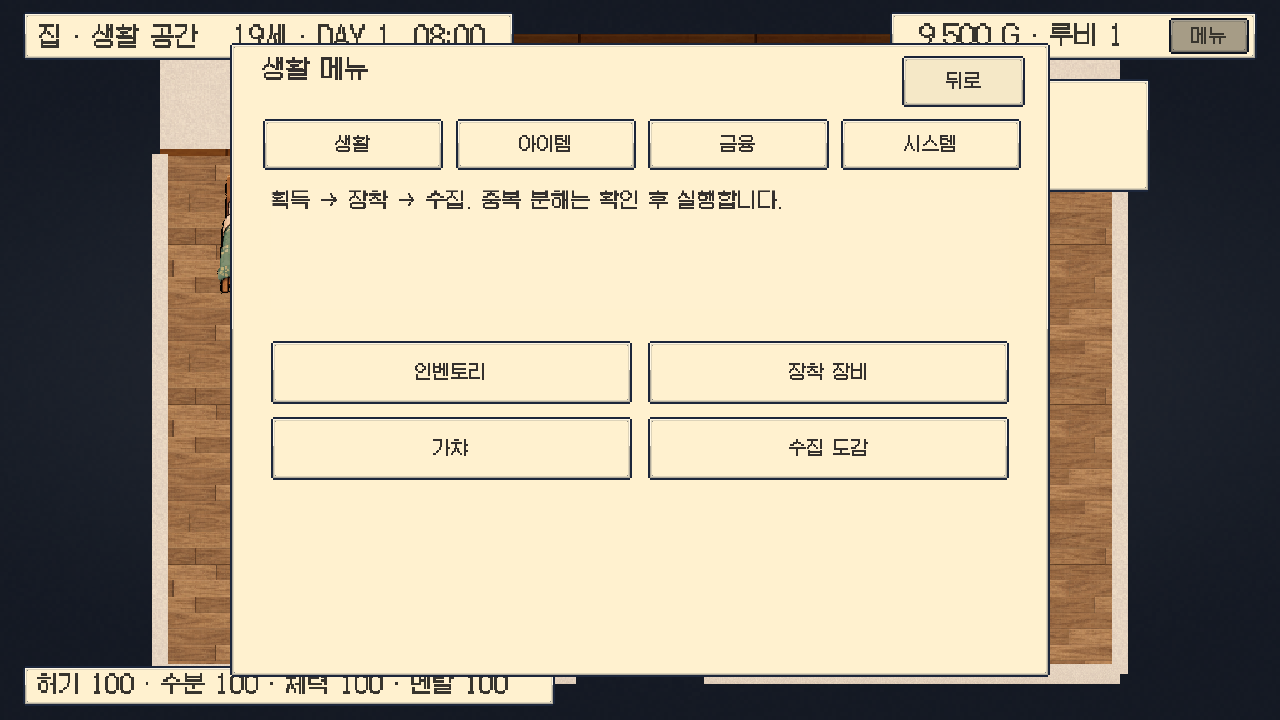 집 · 생활 공간 19세 · DAY 1 08:00
9,500 G · 루비 1
메뉴
생활 메뉴
뒤로
생활
아이템
금융
시스템
획득 → 장착 → 수집. 중복 분해는 확인 후 실행합니다.
인벤토리
장착 장비
가챠
수집 도감
허기 100 · 수분 100 · 체력 100 · 멘탈 100